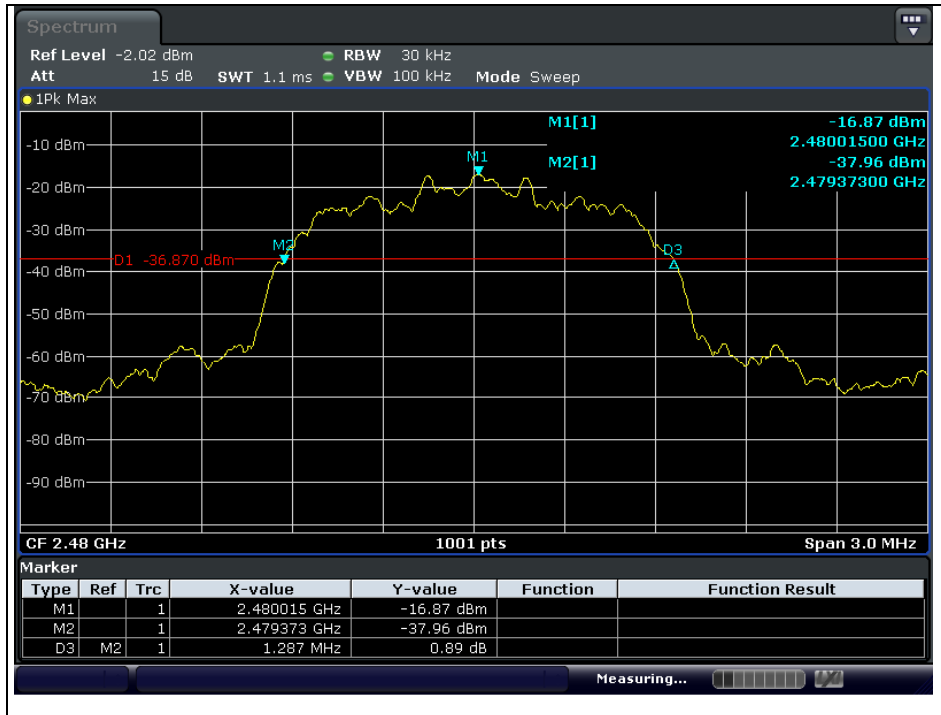 Spectrum
Ref Level -2.02 dBm RBW 30 kHz
Att 15 dB SWT 1.1 ms VBW 100 kHz Mode Sweep
1Pk Max
M1[1] -16.87 dBm
2.48001500 GHz
M2[1] -37.96 dBm
2.47937300 GHz
-10 dBm
M1
-20 dBm
-30 dBm
M2
D3
D1 -36.870 dBm
-40 dBm
-50 dBm
-60 dBm
-70 dBm
-80 dBm
-90 dBm
CF 2.48 GHz 1001 pts Span 3.0 MHz
Marker
Type Ref Trc X-value Y-value Function Function Result
M1 1 2.480015 GHz -16.87 dBm
M2 1 2.479373 GHz -37.96 dBm
D3 M2 1 1.287 MHz 0.89 dB
Measuring...